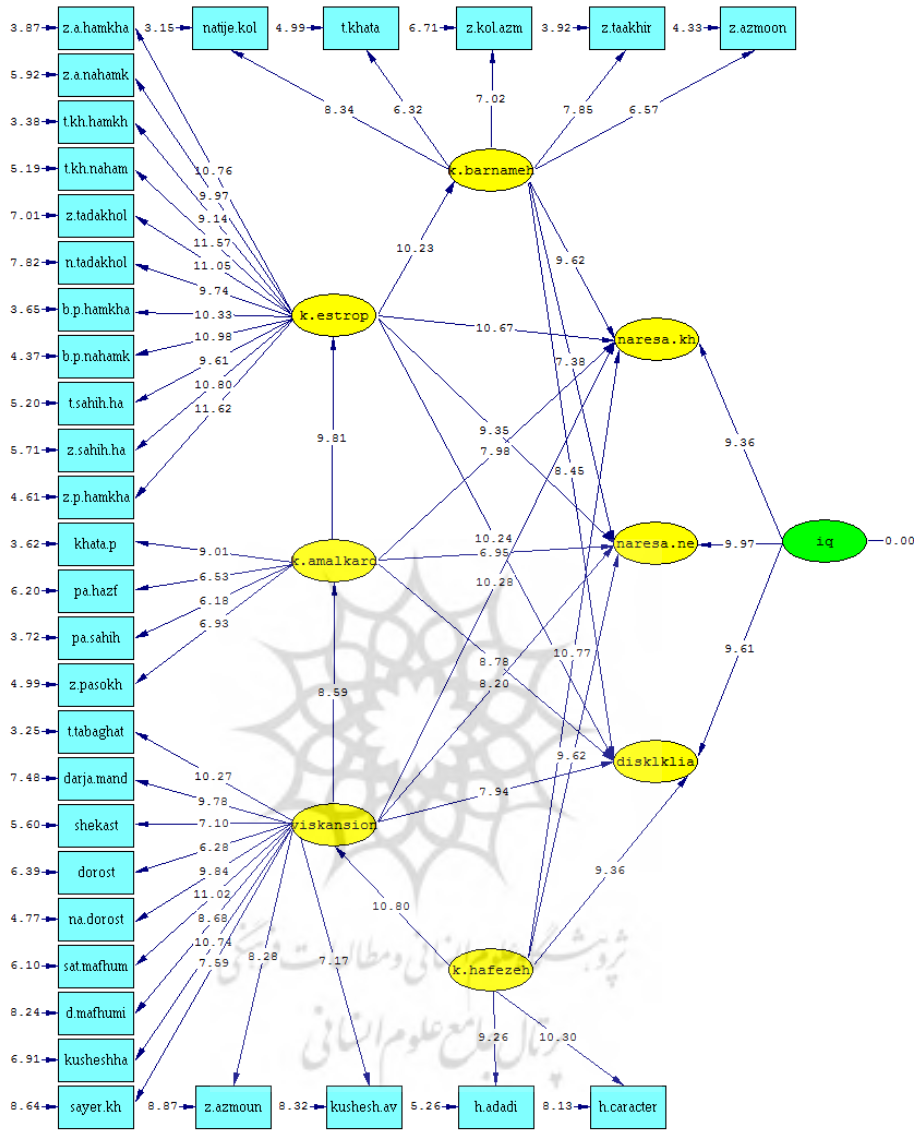 3.87 z.a.hamkha
3.15 natije.kol
4.99 t.khata
6.71 z.kol.azm
3.92 z.taakhir
4.33 z.azmoon
5.92 z.a.nahamk
3.38 t.kh.hamkh
5.19 t.kh.naham
7.01 z.tadakhol
7.82 n.tadakhol
3.65 b.p.hamkha
4.37 b.p.nahamk
5.20 t.sahih.ha
5.71 z.sahih.ha
4.61 z.p.hamkha
3.62 khata.p
6.20 pa.hazf
3.72 pa.sahih
4.99 z.pasokh
3.25 t.tabaghat
7.48 darja.mand
5.60 shekast
6.39 dorost
4.77 na.dorost
6.10 sat.mafhum
8.24 d.mafhumi
6.91 kusheshha
8.64 sayer.kh
8.87 z.azmoun
8.32 kushesh.av
5.26 h.adadi
8.13 h.caracter
8.34
6.32
7.02
7.85
6.57
k.barnameh
10.76
9.97
9.14
11.57
11.05
9.74
10.33
10.98
9.61
10.80
11.62
k.estrop
10.23
9.62
10.67
7.38
naresa.kh
9.35
7.98
8.45
9.36
9.81
9.01
6.53
6.18
6.93
k.amalkard
10.24
6.95
10.28
naresa.ne
9.97
iq
0.00
8.59
8.78
8.20
10.77
9.61
9.62
disklklia
10.27
9.78
7.10
6.28
9.84
11.02
8.68
10.74
7.59
8.28
7.17
viskansion
7.94
10.80
9.36
k.hafezeh
9.26
10.30
پژوهشگاه علوم انسانی و مطالعات فرهنگی
پرتال جامع علوم انسانی